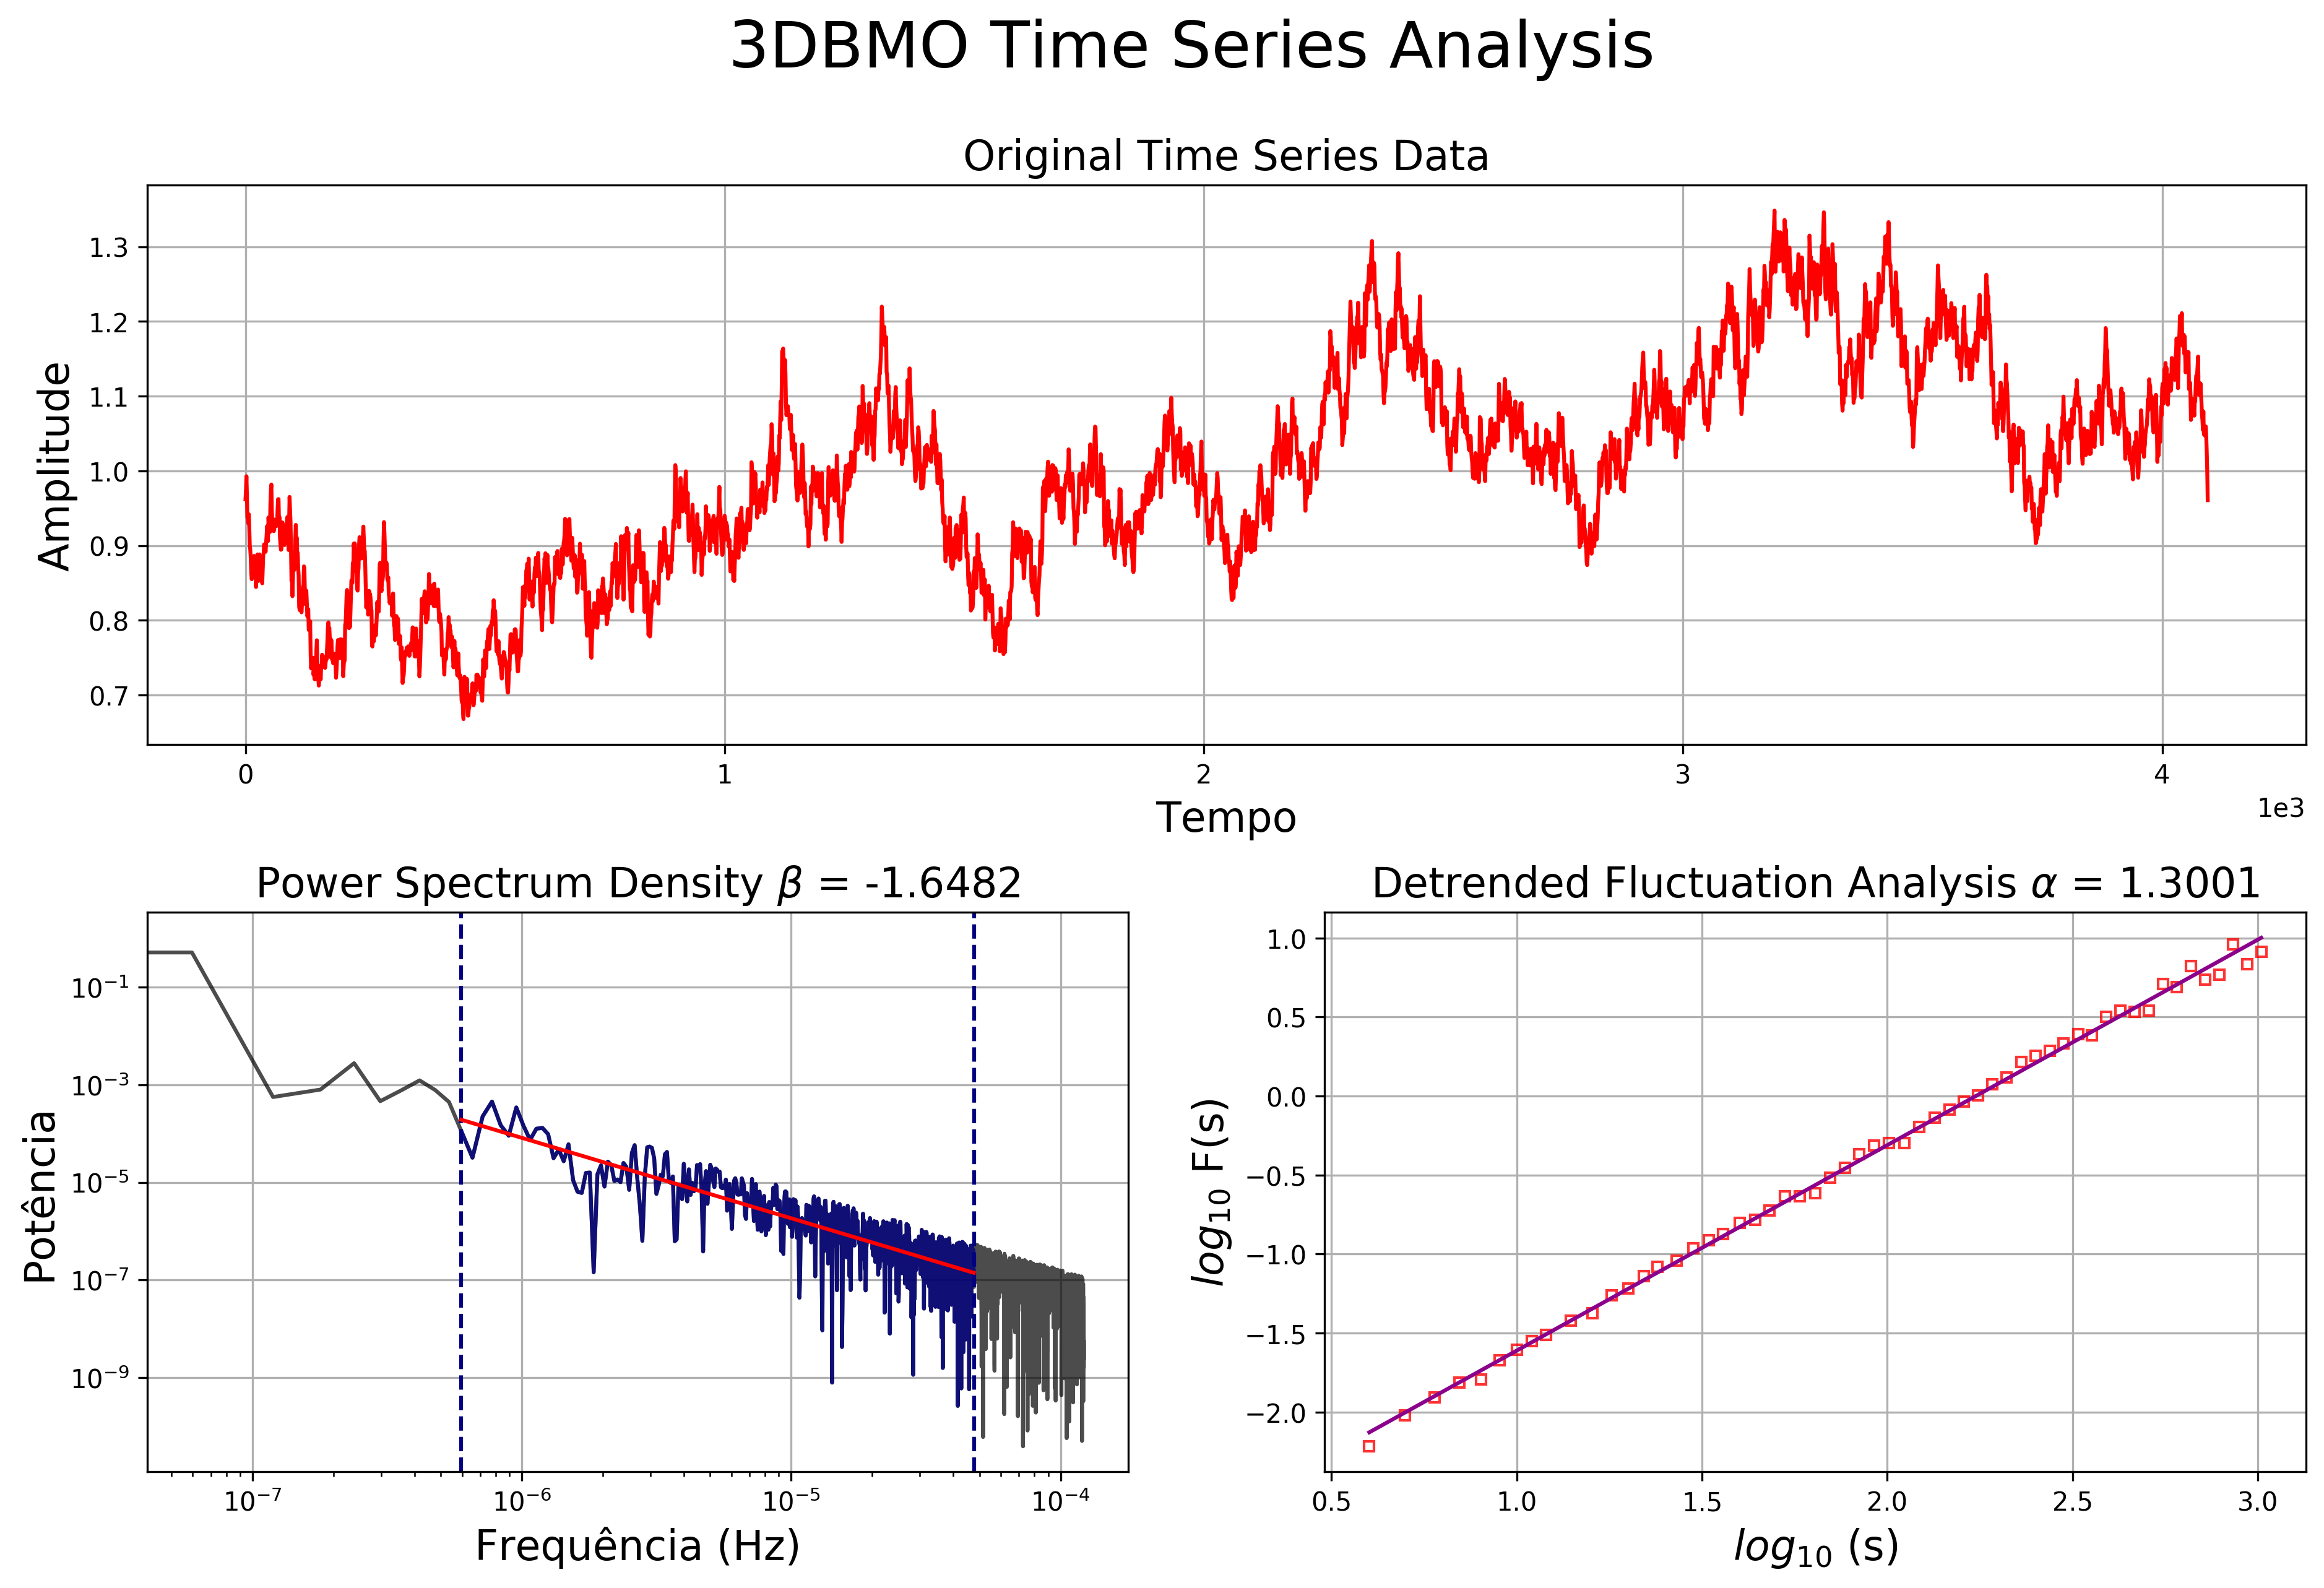 3DBMO Time Series Analysis
Original Time Series Data
Amplitude
1.3
1.2
1.1
1.0
0.9
0.8
0.7
0 1 2 3 4
1e3
Tempo
Power Spectrum Density β = -1.6482
Potência
10⁻¹
10⁻³
10⁻⁵
10⁻⁷
10⁻⁹
10⁻⁷ 10⁻⁶ 10⁻⁵ 10⁻⁴
Frequência (Hz)
Detrended Fluctuation Analysis α = 1.3001
log₁₀ F(s)
1.0
0.5
0.0
−0.5
−1.0
−1.5
−2.0
0.5 1.0 1.5 2.0 2.5 3.0
log₁₀ (s)